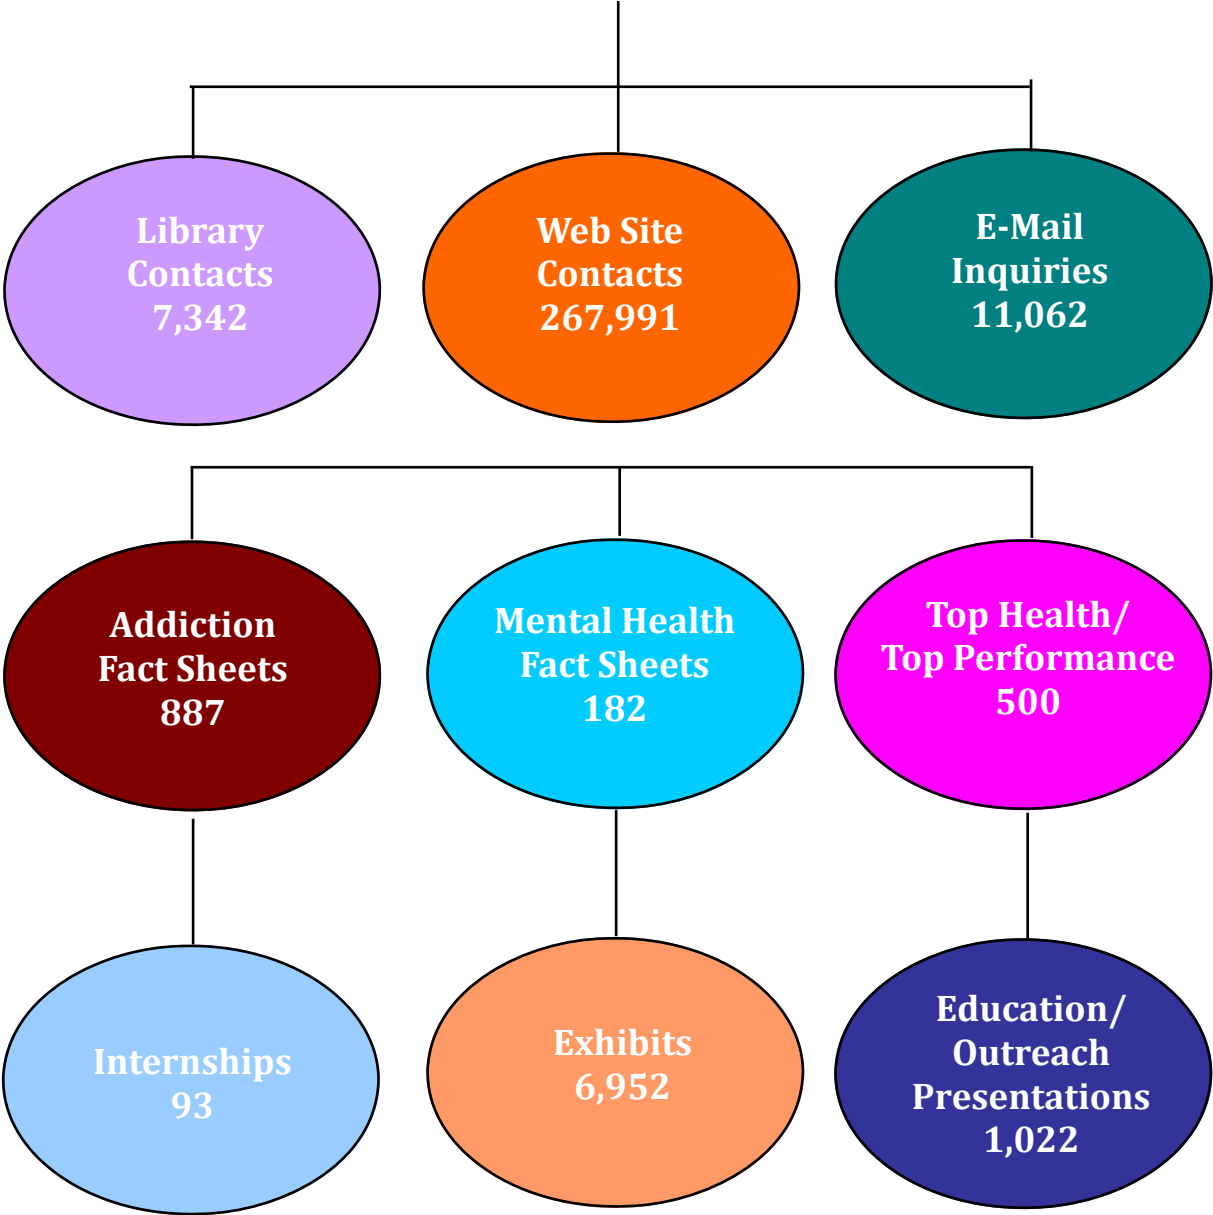 Library
Contacts
7,342
Web Site
Contacts
267,991
E-Mail
Inquiries
11,062
Addiction
Fact Sheets
887
Mental Health
Fact Sheets
182
Top Health/
Top Performance
500
Internships
93
Exhibits
6,952
Education/
Outreach
Presentations
1,022